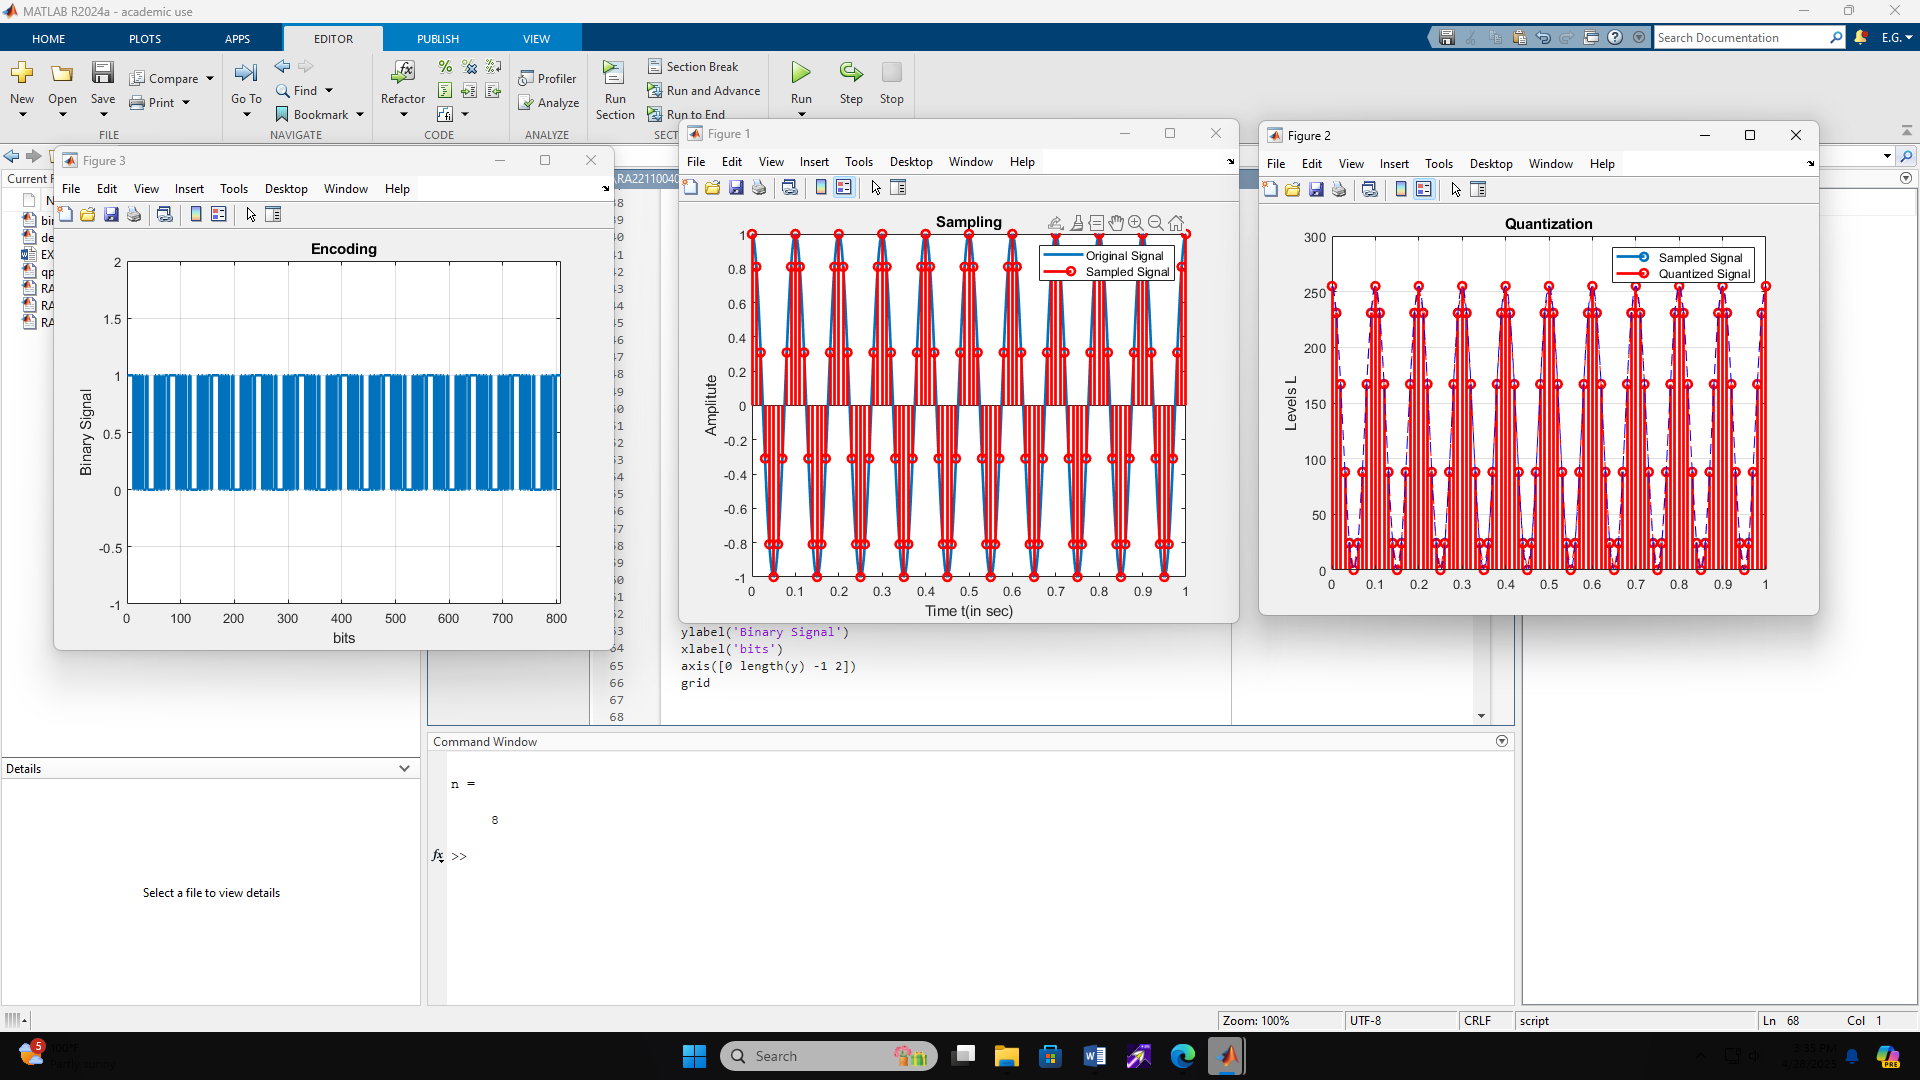 MATLAB R2024a - academic use
HOME
PLOTS
APPS
EDITOR
PUBLISH
VIEW
Search Documentation
E.G.
New
Open
Save
Compare
Print
Go To
Find
Bookmark
Refactor
Profiler
Analyze
Run Section
Section Break
Run and Advance
Run to End
Run
Step
Stop
FILE
NAVIGATE
CODE
ANALYZE
SECT
Current F
N
bin
de
EX
qp
RA
RA
RA
RA22110040
Figure 3
File Edit View Insert Tools Desktop Window Help
Encoding
Binary Signal
2
1.5
1
0.5
0
-0.5
-1
0 100 200 300 400 500 600 700 800
bits
Figure 1
File Edit View Insert Tools Desktop Window Help
Sampling
Original Signal
Sampled Signal
Amplitute
1
0.8
0.6
0.4
0.2
0
-0.2
-0.4
-0.6
-0.8
-1
0 0.1 0.2 0.3 0.4 0.5 0.6 0.7 0.8 0.9 1
Time t(in sec)
Figure 2
File Edit View Insert Tools Desktop Window Help
Quantization
Sampled Signal
Quantized Signal
Levels L
300
250
200
150
100
50
0
0 0.1 0.2 0.3 0.4 0.5 0.6 0.7 0.8 0.9 1
ylabel('Binary Signal')
64 xlabel('bits')
65 axis([0 length(y) -1 2])
66 grid
67
68
Details
Select a file to view details
Command Window
n =
8
fx >>
Zoom: 100%
UTF-8
CRLF
script
Ln 68 Col 1
5
Search
PRE